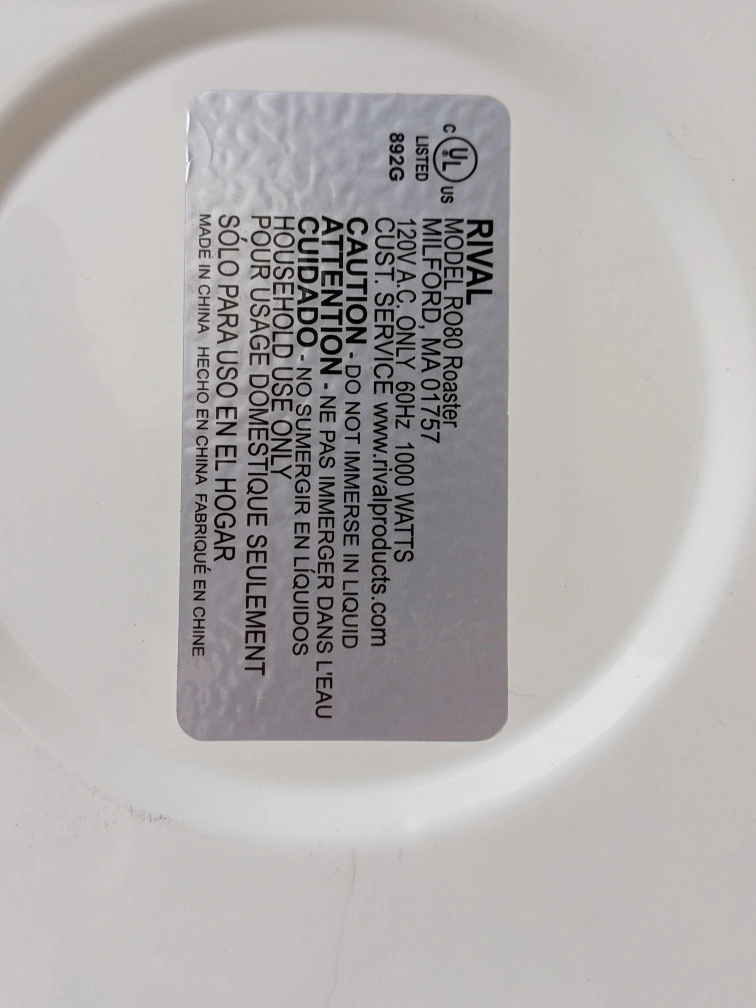 C UL US
LISTED
892G
RIVAL
MODEL RO80 Roaster
MILFORD, MA 01757
120V A.C. ONLY 60Hz 1000 WATTS
CUST. SERVICE www.rivalproducts.com
CAUTION - DO NOT IMMERSE IN LIQUID
ATTENTION - NE PAS IMMERGER DANS L'EAU
CUIDADO - NO SUMERGIR EN LÍQUIDOS
HOUSEHOLD USE ONLY
POUR USAGE DOMESTIQUE SEULEMENT
SÓLO PARA USO EN EL HOGAR
MADE IN CHINA HECHO EN CHINA FABRIQUÉ EN CHINE